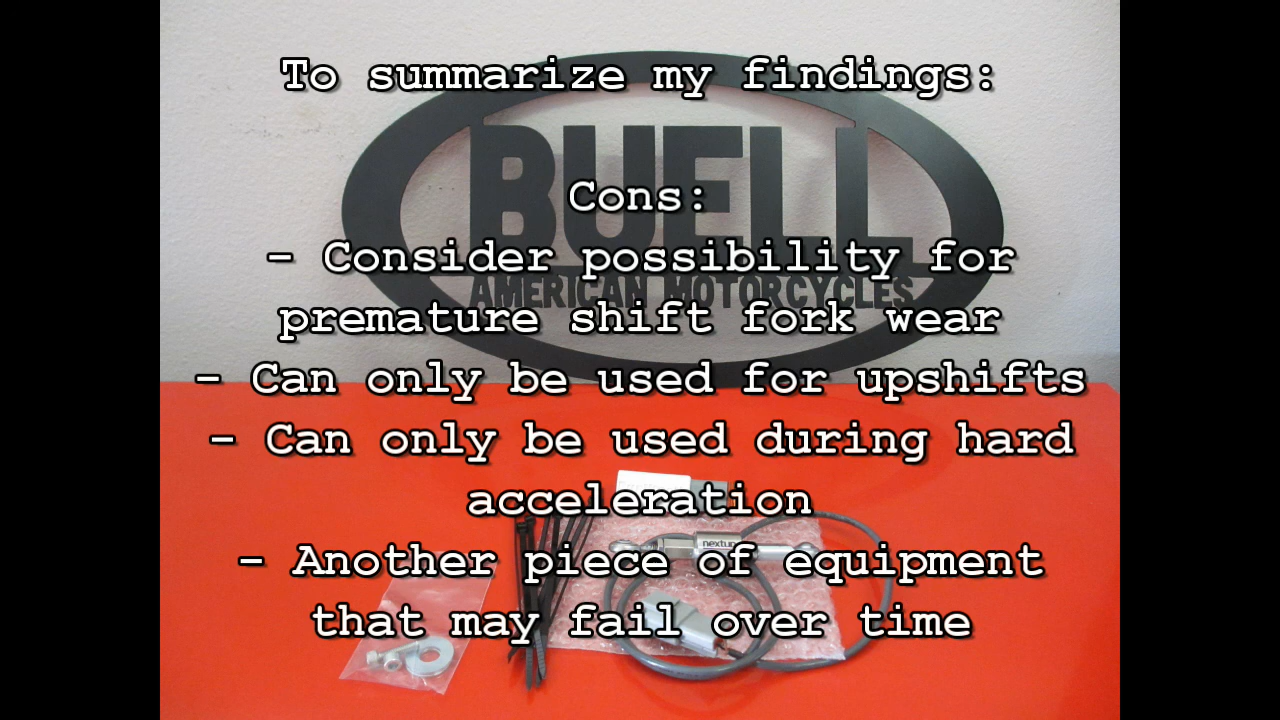 To summarize my findings:
BUELL
AMERICAN MOTORCYCLES
Cons:
- Consider possibility for
premature shift fork wear
- Can only be used for upshifts
- Can only be used during hard
acceleration
- Another piece of equipment
that may fail over time